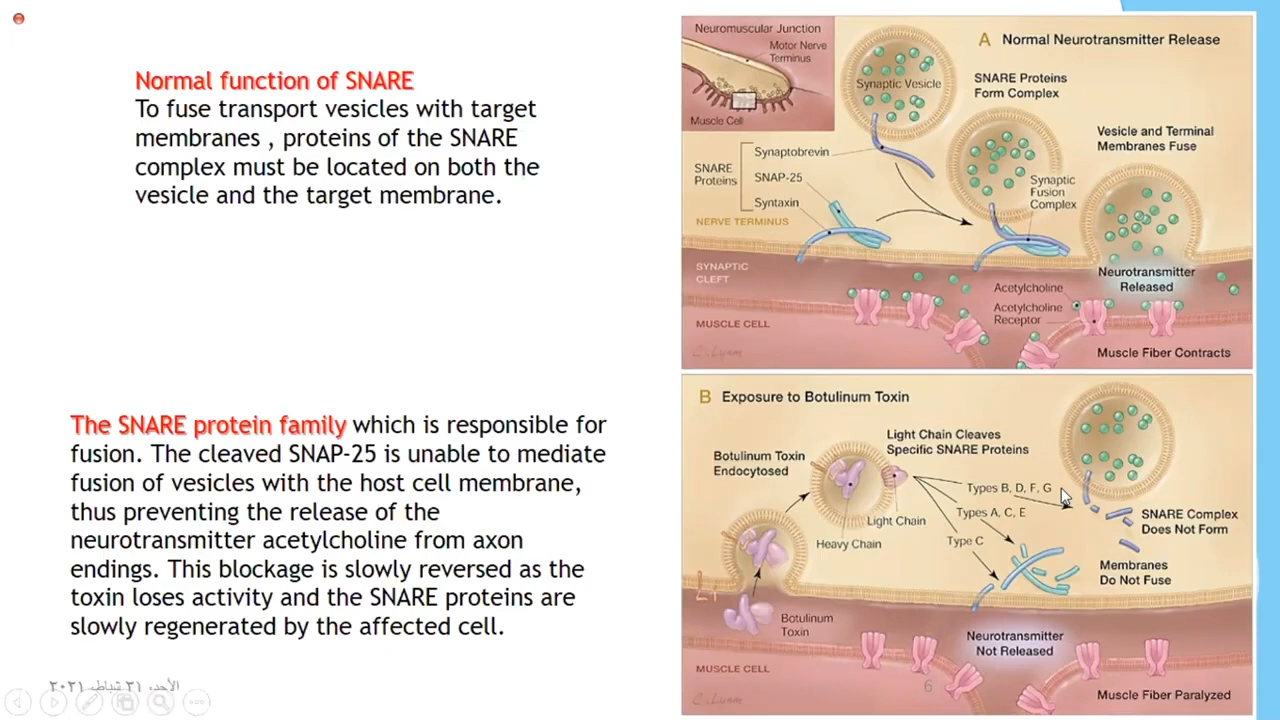 Normal function of SNARE
To fuse transport vesicles with target
membranes , proteins of the SNARE
complex must be located on both the
vesicle and the target membrane.
The SNARE protein family which is responsible for
fusion. The cleaved SNAP-25 is unable to mediate
fusion of vesicles with the host cell membrane,
thus preventing the release of the
neurotransmitter acetylcholine from axon
endings. This blockage is slowly reversed as the
toxin loses activity and the SNARE proteins are
slowly regenerated by the affected cell.
الأحد، ٢١ شباط، ٢٠٢١
Neuromuscular Junction
Motor Nerve
Terminus
Muscle Cell
A Normal Neurotransmitter Release
Synaptic Vesicle
SNARE Proteins
Form Complex
Vesicle and Terminal
Membranes Fuse
SNARE
Proteins
Synaptobrevin
SNAP-25
Syntaxin
Synaptic
Fusion
Complex
NERVE TERMINUS
SYNAPTIC
CLEFT
Neurotransmitter
Released
Acetylcholine
Acetylcholine
Receptor
MUSCLE CELL
C.Lynm
Muscle Fiber Contracts
B Exposure to Botulinum Toxin
Light Chain Cleaves
Specific SNARE Proteins
Botulinum Toxin
Endocytosed
Types B, D, F, G
Types A, C, E
Type C
Light Chain
Heavy Chain
SNARE Complex
Does Not Form
Membranes
Do Not Fuse
Botulinum
Toxin
Neurotransmitter
Not Released
MUSCLE CELL
6
C.Lynm
Muscle Fiber Paralyzed